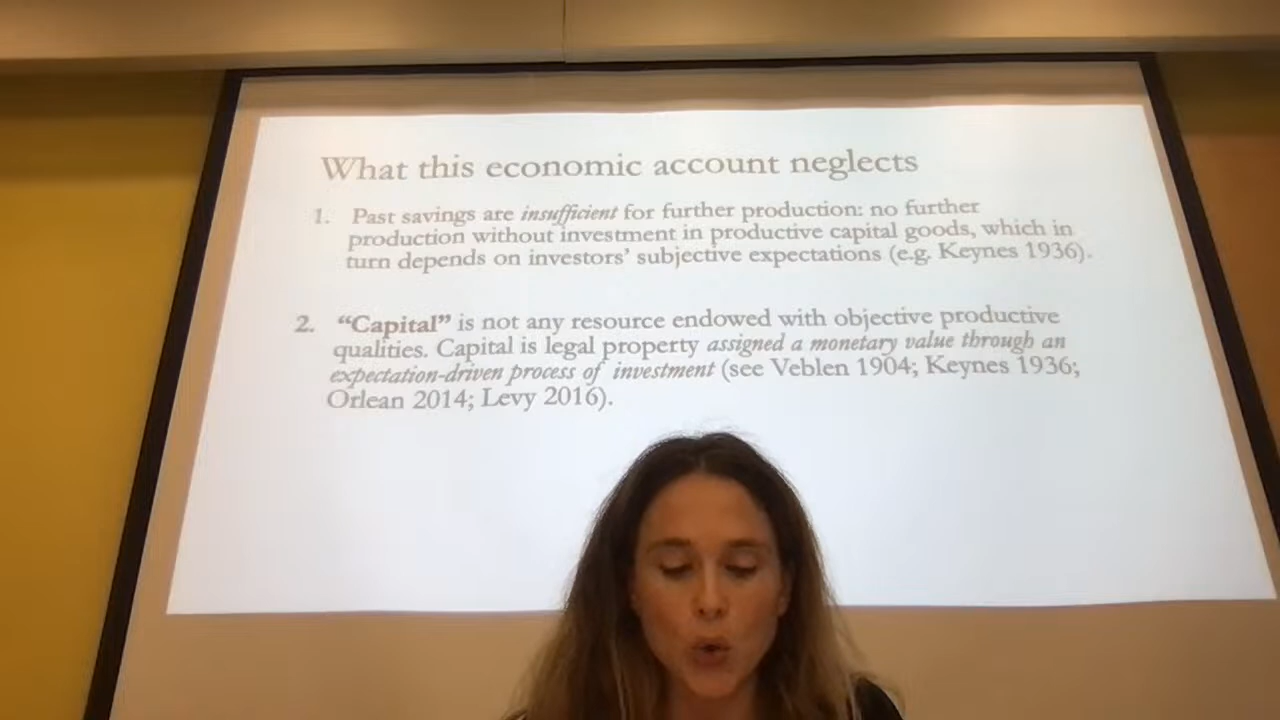 What this economic account neglects
1. Past savings are insufficient for further production: no further
production without investment in productive capital goods, which in
turn depends on investors' subjective expectations (e.g. Keynes 1936).
2. “Capital” is not any resource endowed with objective productive
qualities. Capital is legal property assigned a monetary value through an
expectation-driven process of investment (see Veblen 1904; Keynes 1936;
Orlean 2014; Levy 2016).